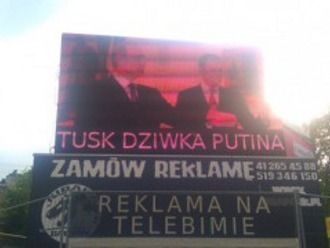 TUSK DZIWKA PUTINA
ZAMÓW REKLAMĘ 41 265 45 88
519 346 150
REKLAMA NA
TELEBIMIE